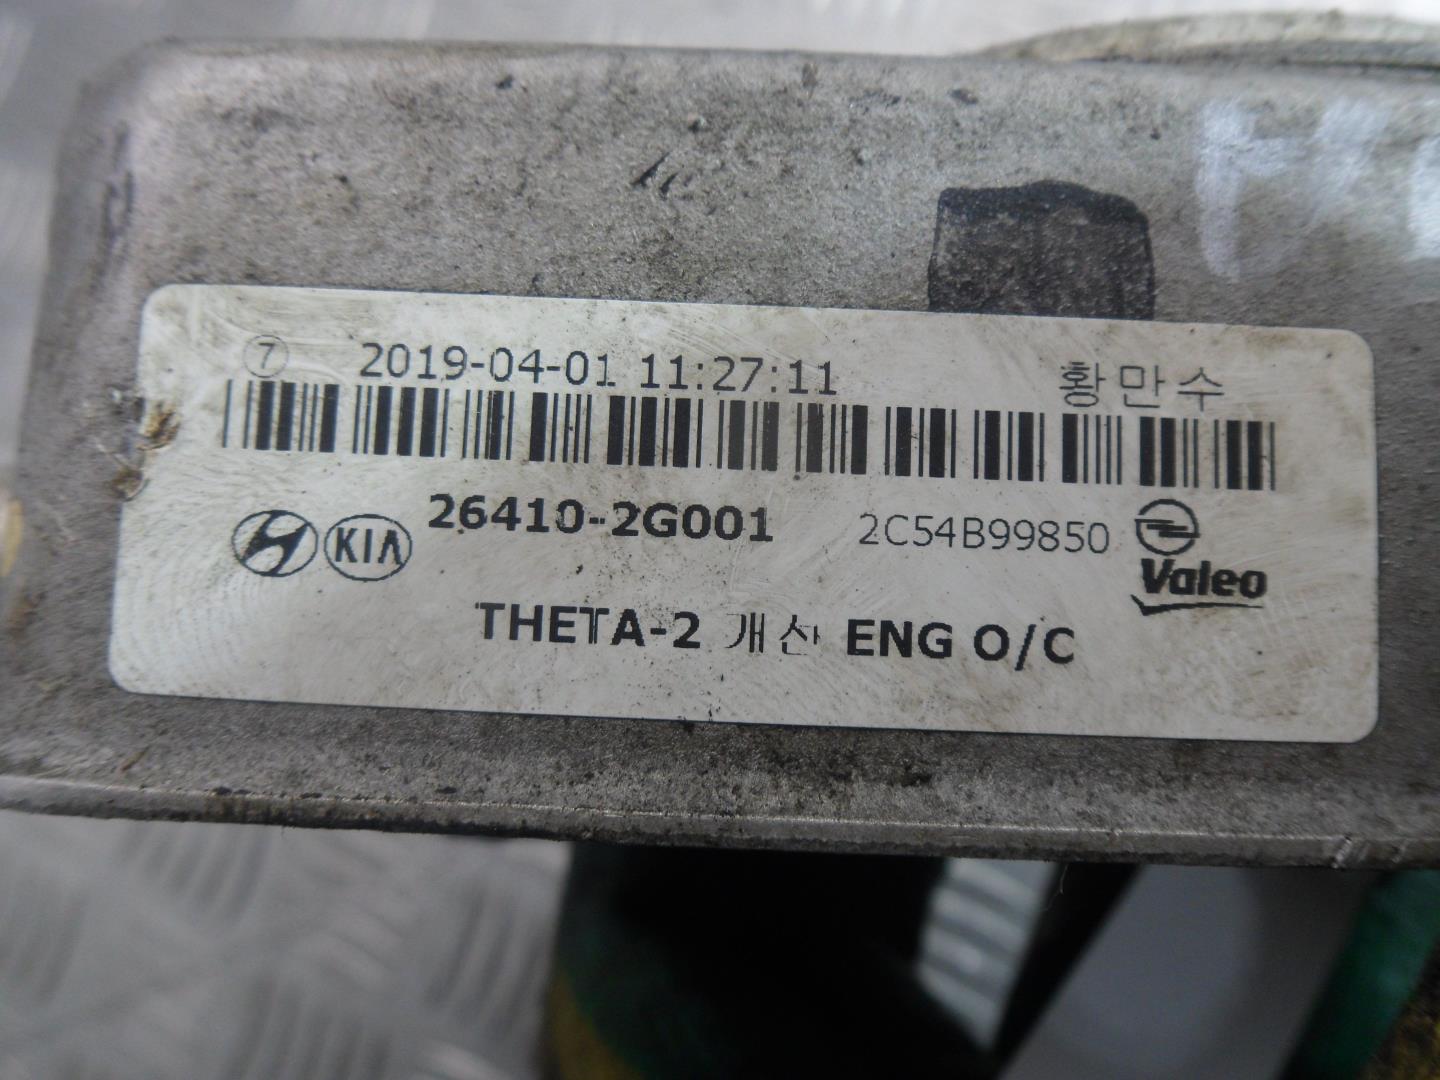 ⑦ 2019-04-01 11:27:11 황만수
KIA 26410-2G001 2C54B99850 Valeo
THETA-2 개선 ENG O/C